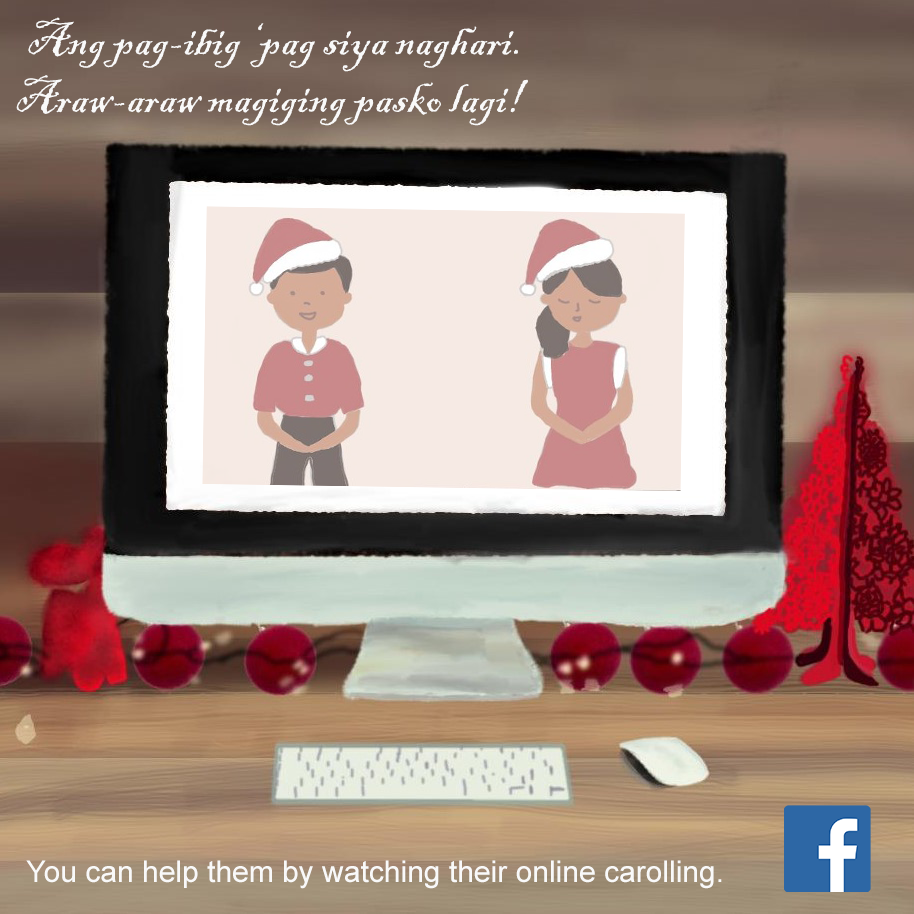 Ang pag-ibig ‘pag siya naghari.
Araw-araw magiging pasko lagi!
You can help them by watching their online carolling.